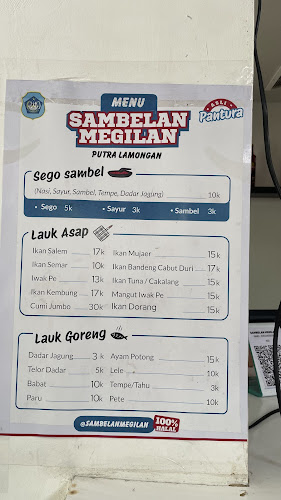 MENU
SAMBELAN
MEGILAN
PUTRA LAMONGAN
ASLI
Pantura
Sego sambel
(Nasi, Sayur, Sambel, Tempe, Dadar Jagung) 10k
• Sego 5k • Sayur 3k • Sambel 3k
Lauk Asap
Ikan Salem 17k
Ikan Semar 10k
Iwak Pe 13k
Ikan Kembung 17k
Cumi Jumbo 30k
Ikan Mujaer 15k
Ikan Bandeng Cabut Duri 17k
Ikan Tuna / Cakalang 15k
Mangut Iwak Pe 15k
Ikan Dorang 15k
Lauk Goreng
Dadar Jagung 3k
Telor Dadar 5k
Babat 10k
Paru 10k
Ayam Potong 15k
Lele 10k
Tempe/Tahu 3k
Pete 10k
@SAMBELANMEGILAN
100%
HALAL